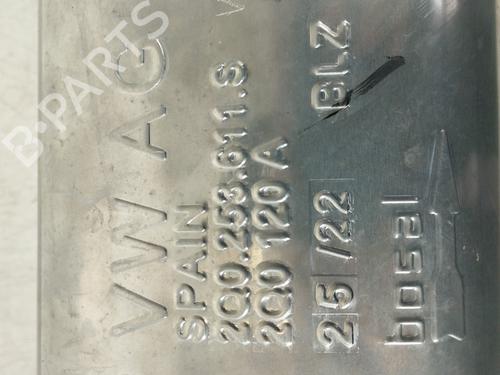 VW AG
SPAIN
2Q0.253.611.S
2Q0 120 A BLZ
25/22
bosal
B-PARTS